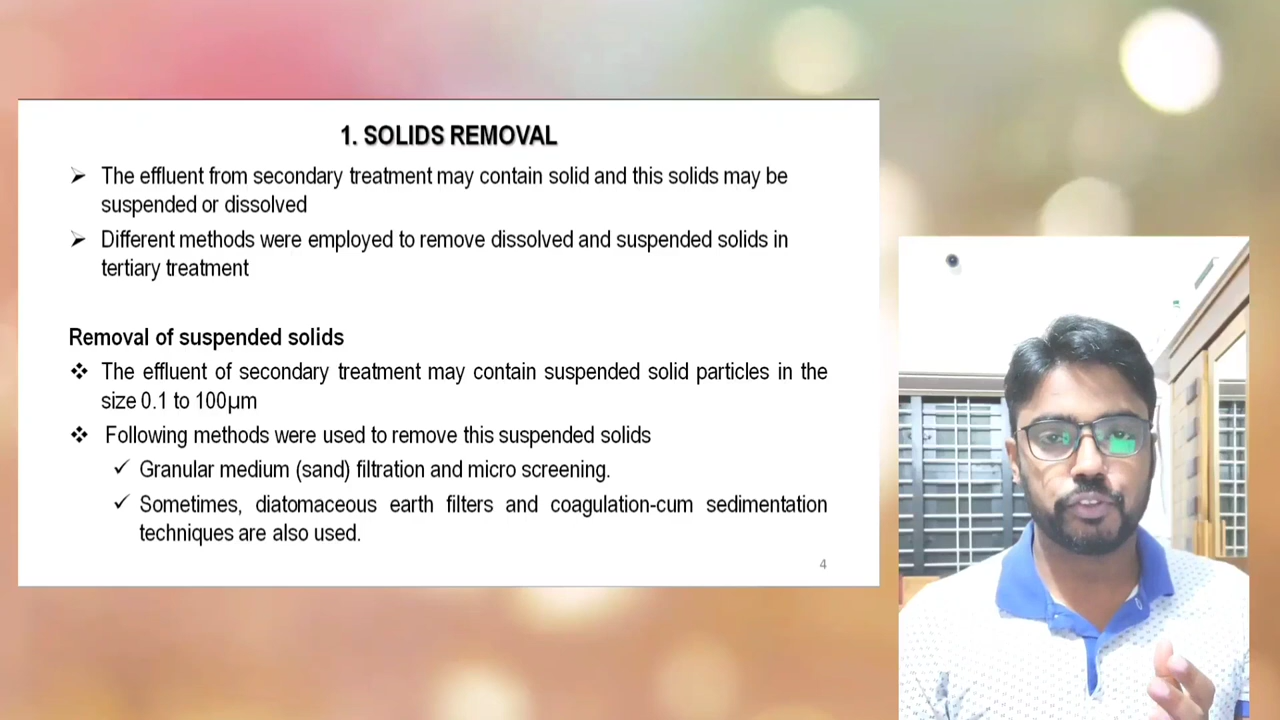 1. SOLIDS REMOVAL
➢ The effluent from secondary treatment may contain solid and this solids may be
suspended or dissolved
➢ Different methods were employed to remove dissolved and suspended solids in
tertiary treatment
Removal of suspended solids
❖ The effluent of secondary treatment may contain suspended solid particles in the
size 0.1 to 100µm
❖ Following methods were used to remove this suspended solids
✓ Granular medium (sand) filtration and micro screening.
✓ Sometimes, diatomaceous earth filters and coagulation-cum sedimentation
techniques are also used.
4